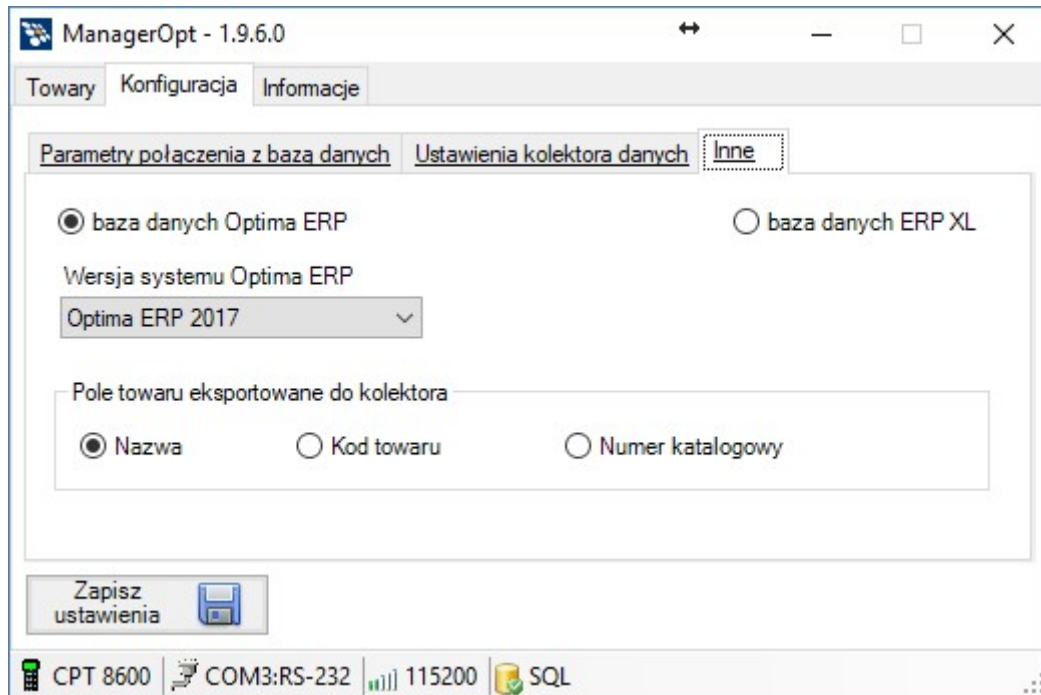 ManagerOpt - 1.9.6.0
Towary Konfiguracja Informacje
Parametry połączenia z bazą danych Ustawienia kolektora danych Inne
baza danych Optima ERP baza danych ERP XL
Wersja systemu Optima ERP
Optima ERP 2017
Pole towaru eksportowane do kolektora
Nazwa Kod towaru Numer katalogowy
Zapisz
ustawienia
CPT 8600 COM3:RS-232 115200 SQL